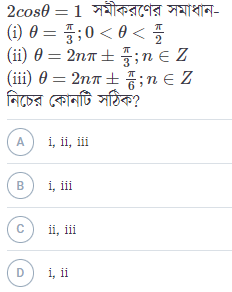 2cosθ = 1 সমীকরণের সমাধান-
(i) θ = π/3; 0 < θ < π/2
(ii) θ = 2nπ ± π/3; n ∈ Z
(iii) θ = 2nπ ± π/6; n ∈ Z
নিচের কোনটি সঠিক?
A i, ii, iii
B i, iii
C ii, iii
D i, ii